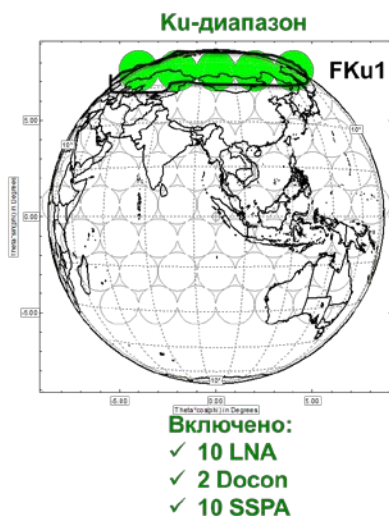 Ku-диапазон
FKu1
5.00
0.00
-5.00
-5.00
0.00
5.00
Theta*cos(phi) in Degrees
Включено:
✓ 10 LNA
✓ 2 Docon
✓ 10 SSPA